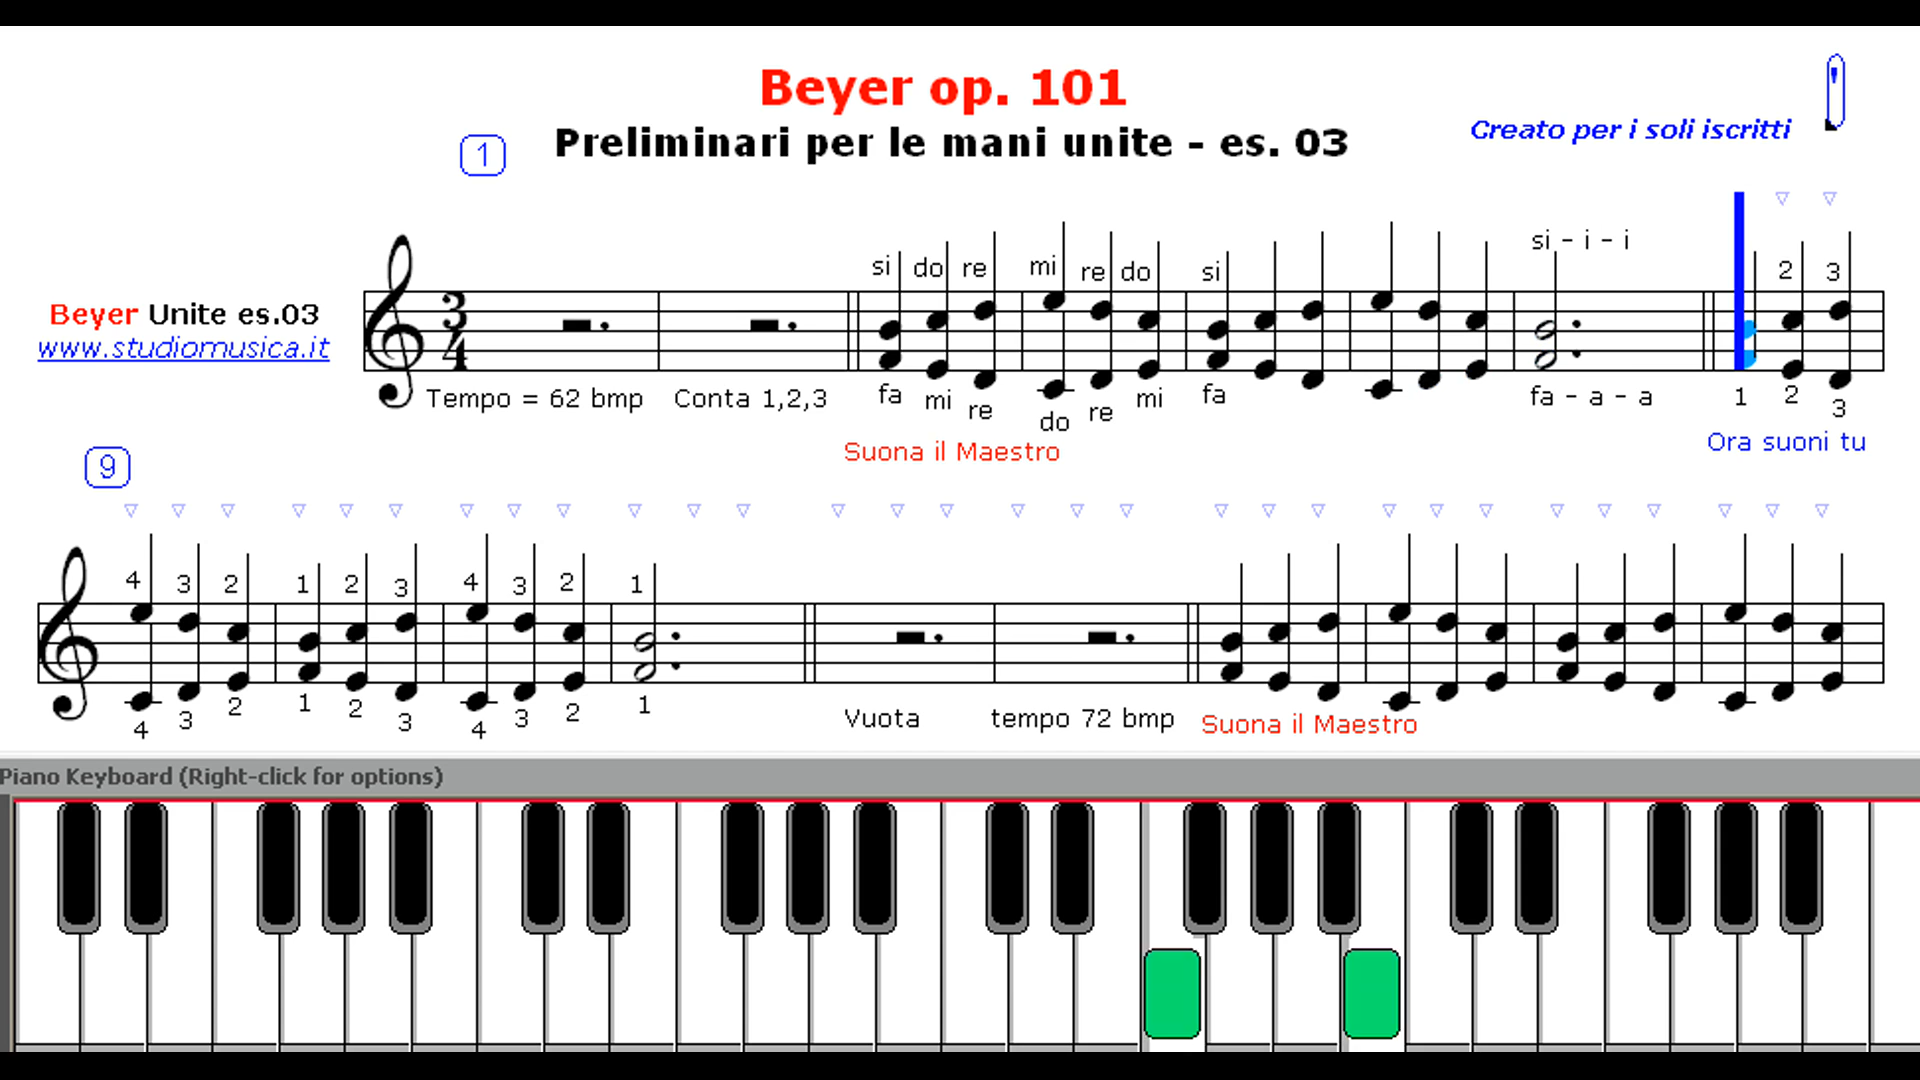 Beyer op. 101
Preliminari per le mani unite - es. 03
Creato per i soli iscritti
1
si - i - i
si do re mi re do si 2 3
3
4
Beyer Unite es.03
www.studiomusica.it
fa mi re do re mi fa fa - a - a 1 2 3
Tempo = 62 bmp Conta 1,2,3
Suona il Maestro Ora suoni tu
9
4 3 2 1 2 3 4 3 2 1
4 3 2 1 2 3 4 3 2 1
Vuota tempo 72 bmp Suona il Maestro
Piano Keyboard (Right-click for options)